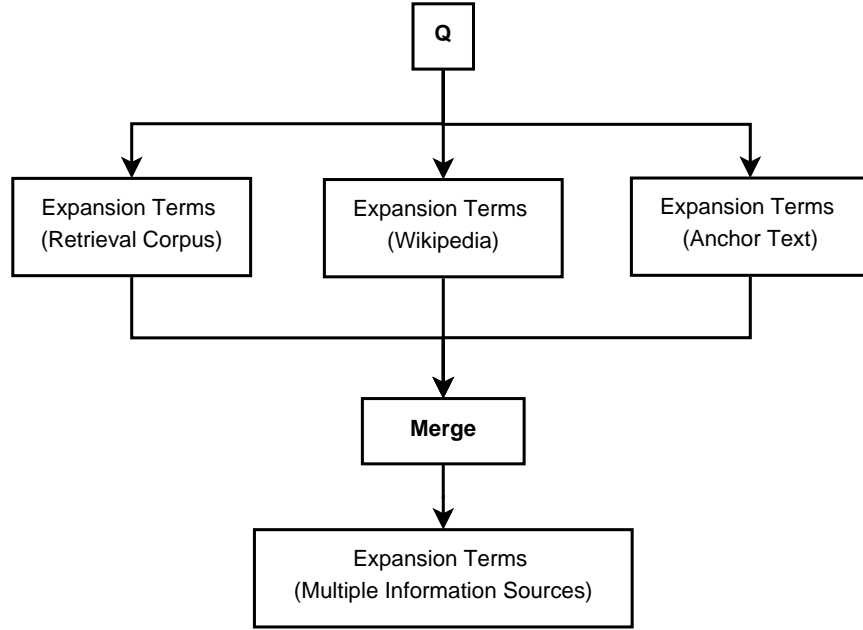 Q
Expansion Terms
(Retrieval Corpus)
Expansion Terms
(Wikipedia)
Expansion Terms
(Anchor Text)
Merge
Expansion Terms
(Multiple Information Sources)